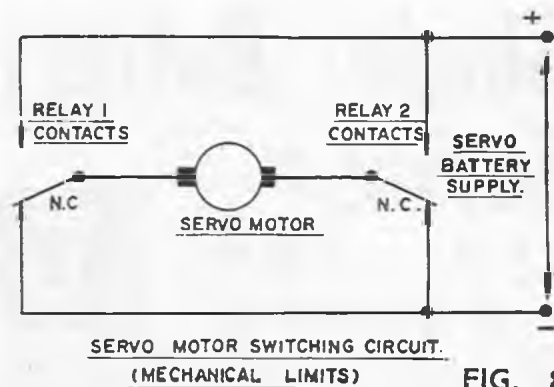 +
RELAY 1
CONTACTS
RELAY 2
CONTACTS
SERVO
BATTERY
SUPPLY.
N.C
N.C.
SERVO MOTOR
−
SERVO MOTOR SWITCHING CIRCUIT.
(MECHANICAL LIMITS)
FIG.